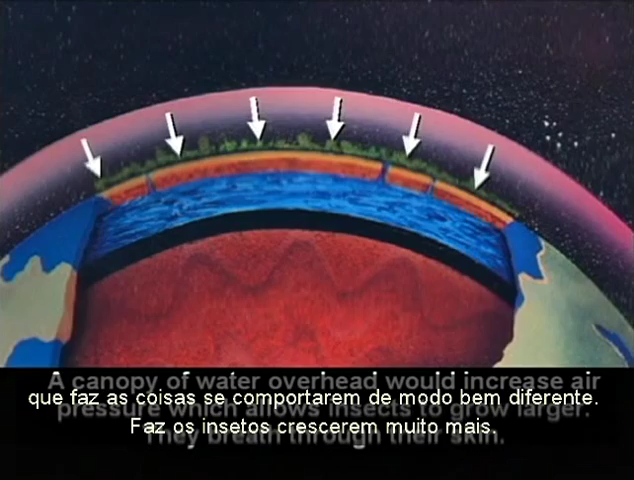 A canopy of water overhead would increase air
que faz as coisas se comportarem de modo bem diferente.
pressure which allows insects to grow larger.
Faz os insetos crescerem muito mais.
They breath through their skin.